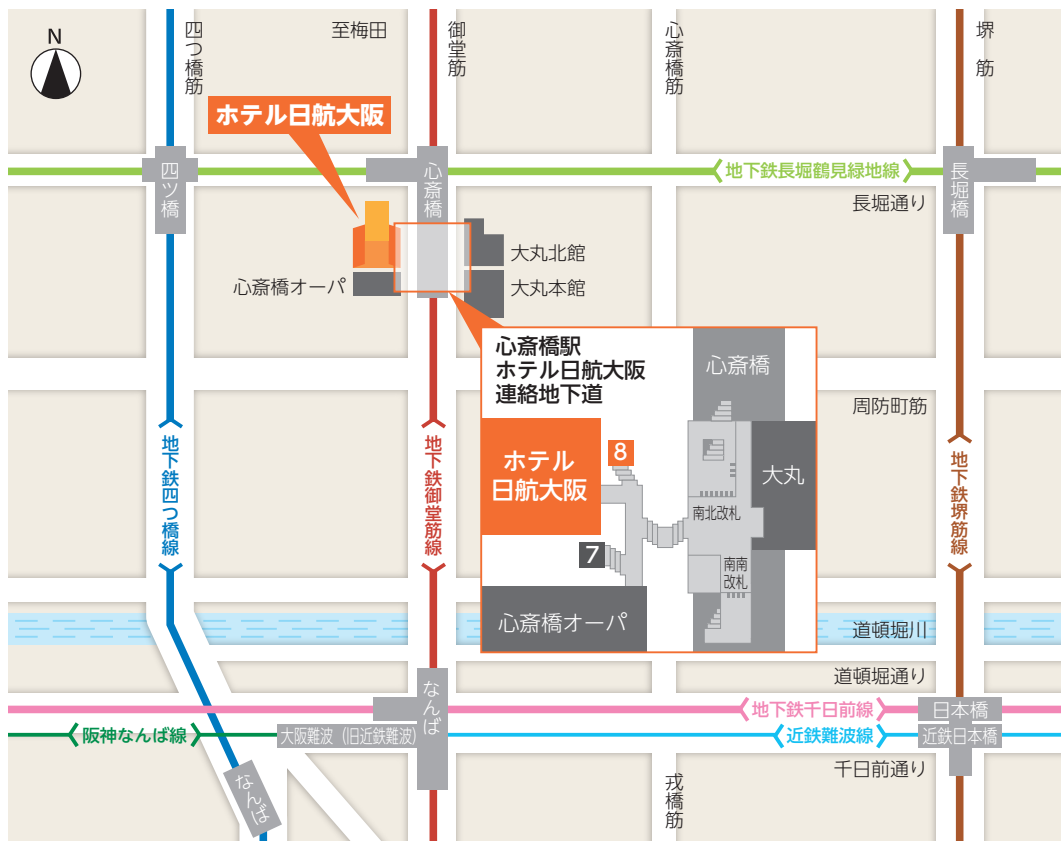 N
四つ橋筋
至梅田
御堂筋
心斎橋筋
堺筋
ホテル日航大阪
四ツ橋
心斎橋
地下鉄長堀鶴見緑地線
長堀橋
長堀通り
大丸北館
心斎橋オーパ
大丸本館
心斎橋駅
ホテル日航大阪
連絡地下道
心斎橋
周防町筋
地下鉄四つ橋線
地下鉄御堂筋線
地下鉄堺筋線
ホテル
日航大阪
8
大丸
南北改札
7
南南
改札
心斎橋オーパ
道頓堀川
道頓堀通り
なんば
地下鉄千日前線
日本橋
阪神なんば線
大阪難波（旧近鉄難波）
近鉄難波線
近鉄日本橋
千日前通り
なんば
戎橋筋